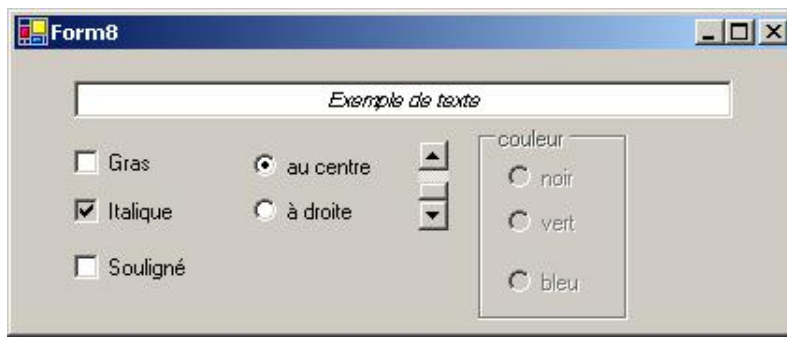 Form8
Exemple de texte
Gras
Italique
Souligné
au centre
à droite
couleur
noir
vert
bleu